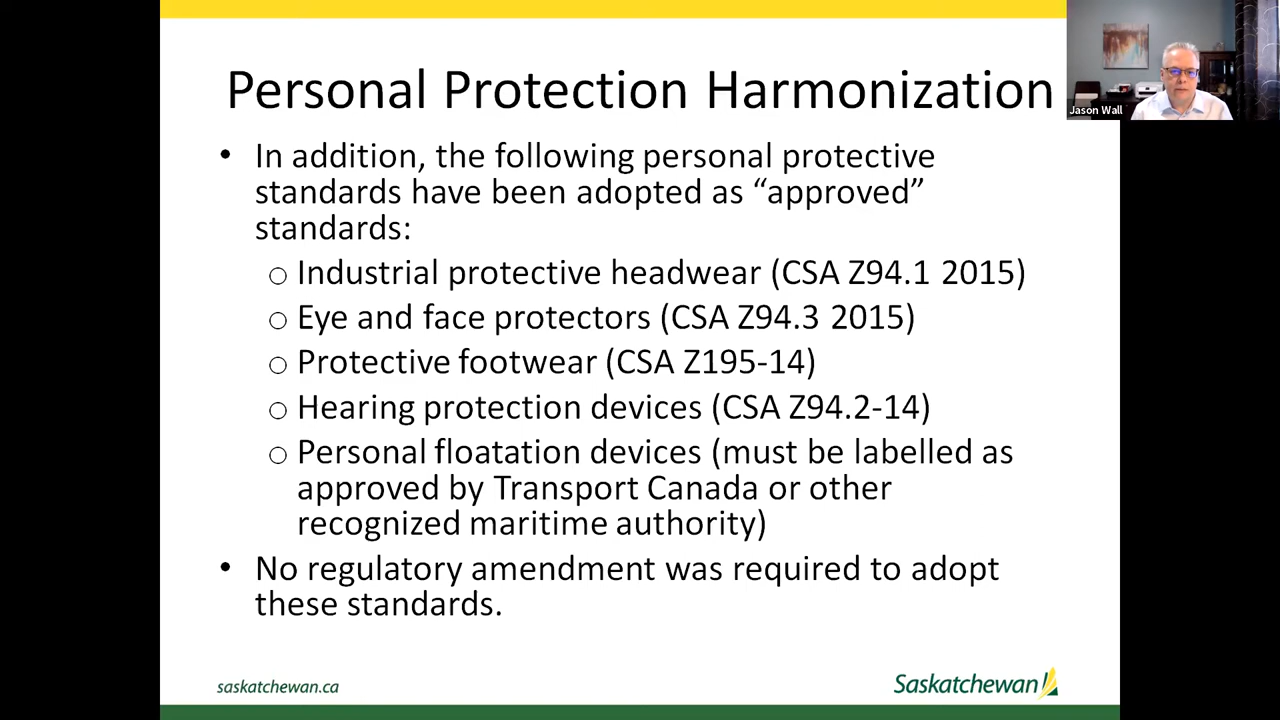 Personal Protection Harmonization
Jason Wall
• In addition, the following personal protective
standards have been adopted as “approved”
standards:
○ Industrial protective headwear (CSA Z94.1 2015)
○ Eye and face protectors (CSA Z94.3 2015)
○ Protective footwear (CSA Z195-14)
○ Hearing protection devices (CSA Z94.2-14)
○ Personal floatation devices (must be labelled as
approved by Transport Canada or other
recognized maritime authority)
• No regulatory amendment was required to adopt
these standards.
saskatchewan.ca
Saskatchewan